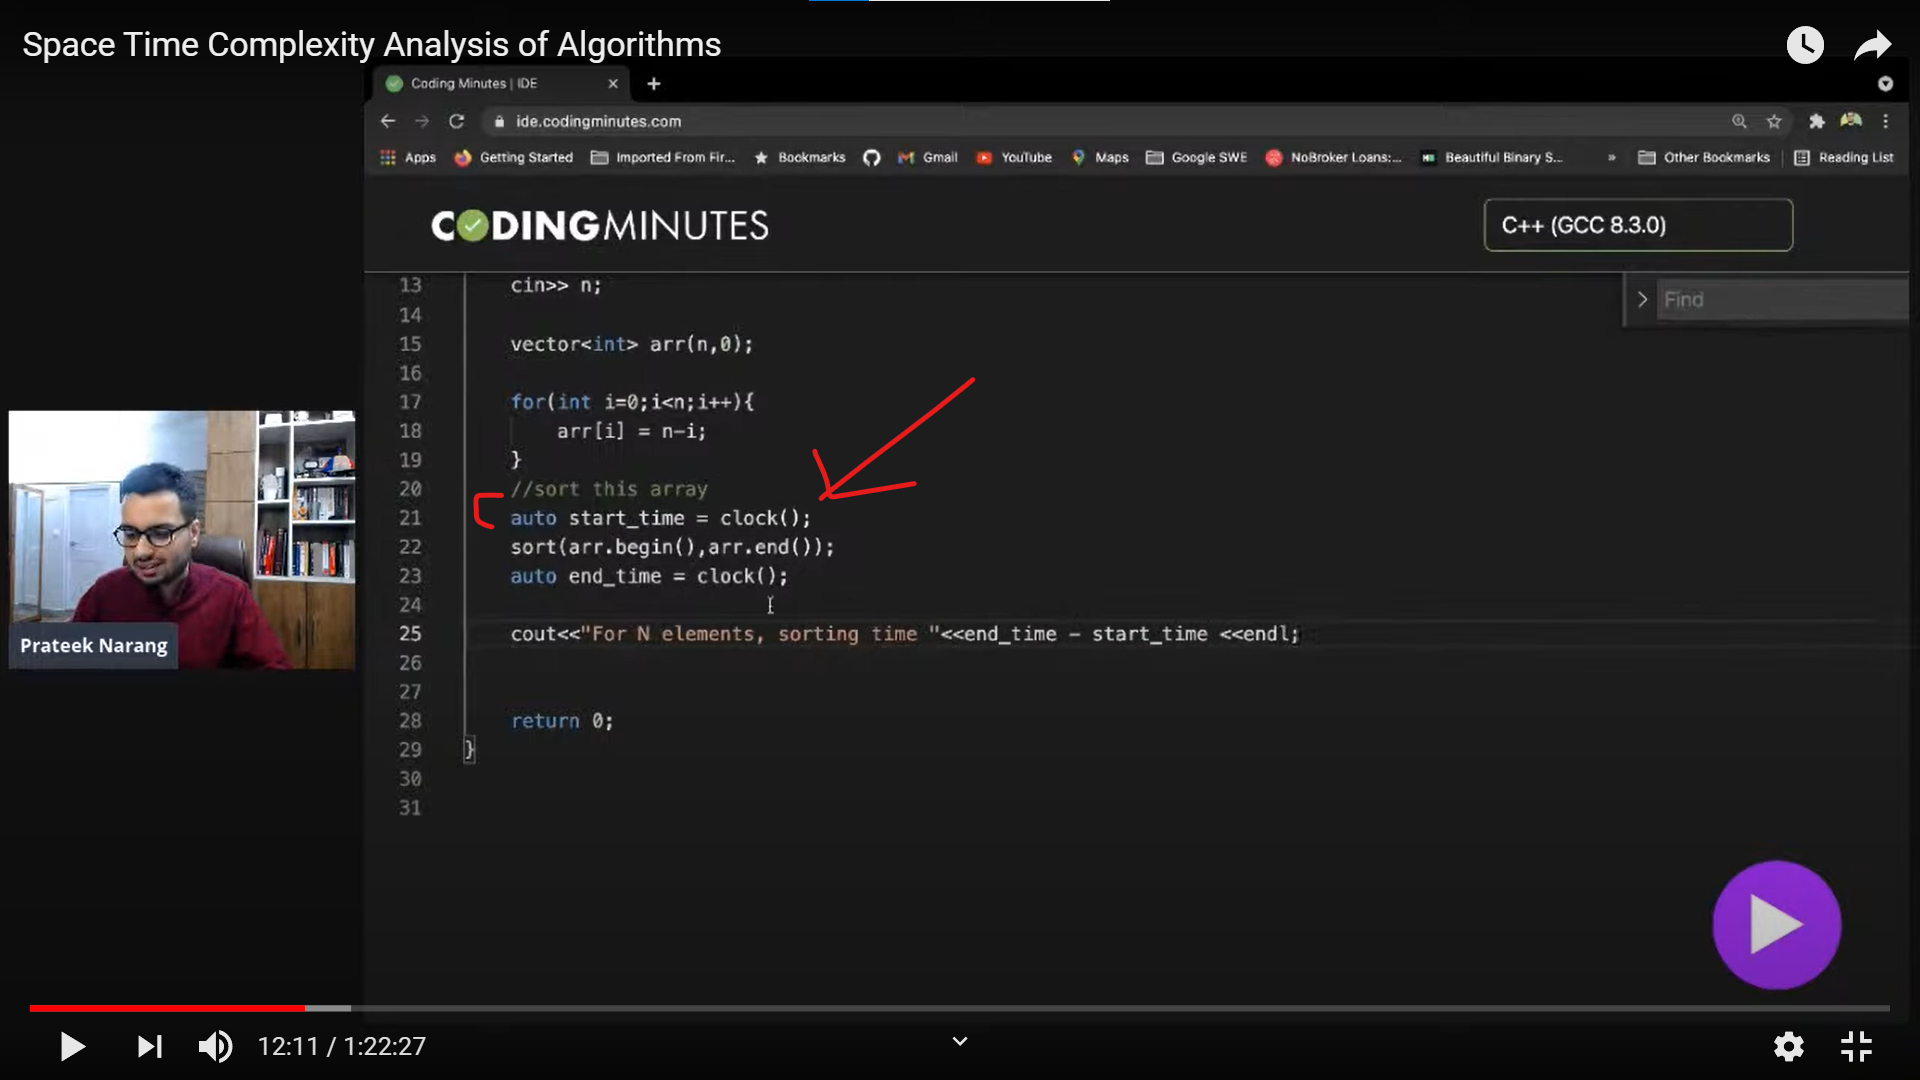 Space Time Complexity Analysis of Algorithms
Coding Minutes | IDE
ide.codingminutes.com
Apps Getting Started Imported From Fir... Bookmarks Gmail YouTube Maps Google SWE NoBroker Loans:... Beautiful Binary S... » Other Bookmarks Reading List
CODINGMINUTES
C++ (GCC 8.3.0)
Find
13 cin>> n;
14
15 vector<int> arr(n,0);
16
17 for(int i=0;i<n;i++){
18 arr[i] = n-i;
19 }
20 //sort this array
21 auto start_time = clock();
22 sort(arr.begin(),arr.end());
23 auto end_time = clock();
24
25 cout<<"For N elements, sorting time "<<end_time - start_time <<endl;
26
27
28 return 0;
29 }
30
31
Prateek Narang
12:11 / 1:22:27